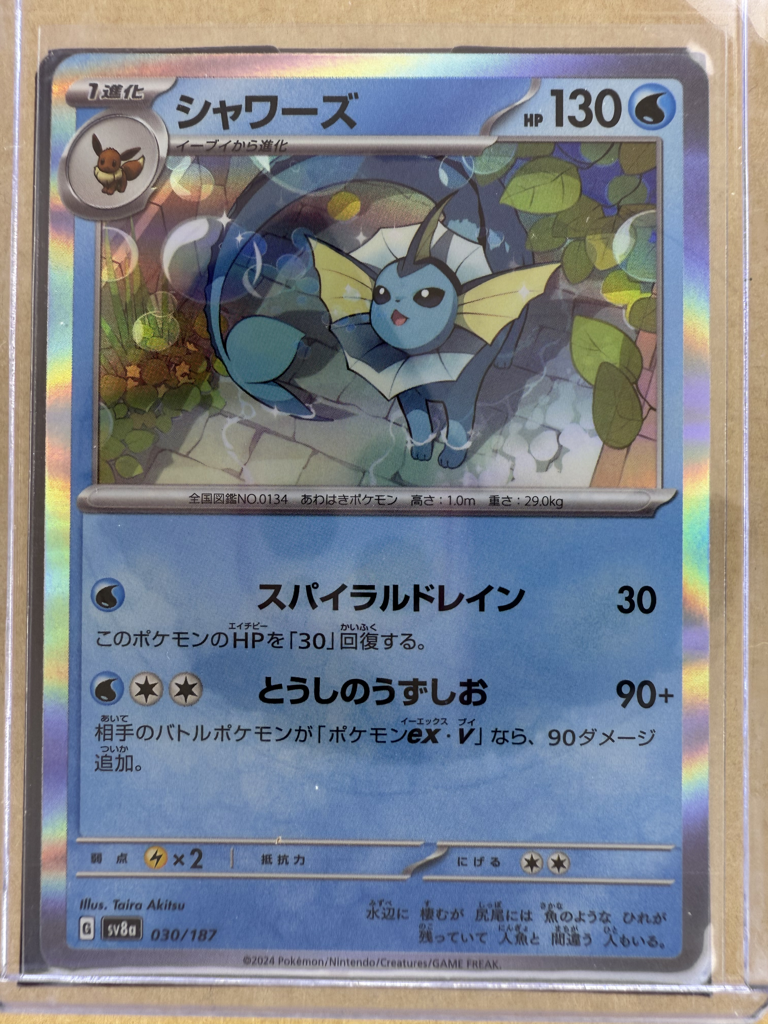 1進化
シャワーズ
HP 130
イーブイから進化
全国図鑑NO.0134 あわはきポケモン 高さ:1.0m 重さ:29.0kg
スパイラルドレイン 30
このポケモンのHPを「30」回復する。
とうしのうずしお 90+
相手のバトルポケモンが「ポケモンex・V」なら、90ダメージ
追加。
弱点 ×2 抵抗力 にげる
Illus. Taira Akitsu
水辺に 棲むが 尻尾には 魚のような ひれが
残っていて 人魚と 間違う 人もいる。
G sv8a 030/187
©2024 Pokémon/Nintendo/Creatures/GAME FREAK.